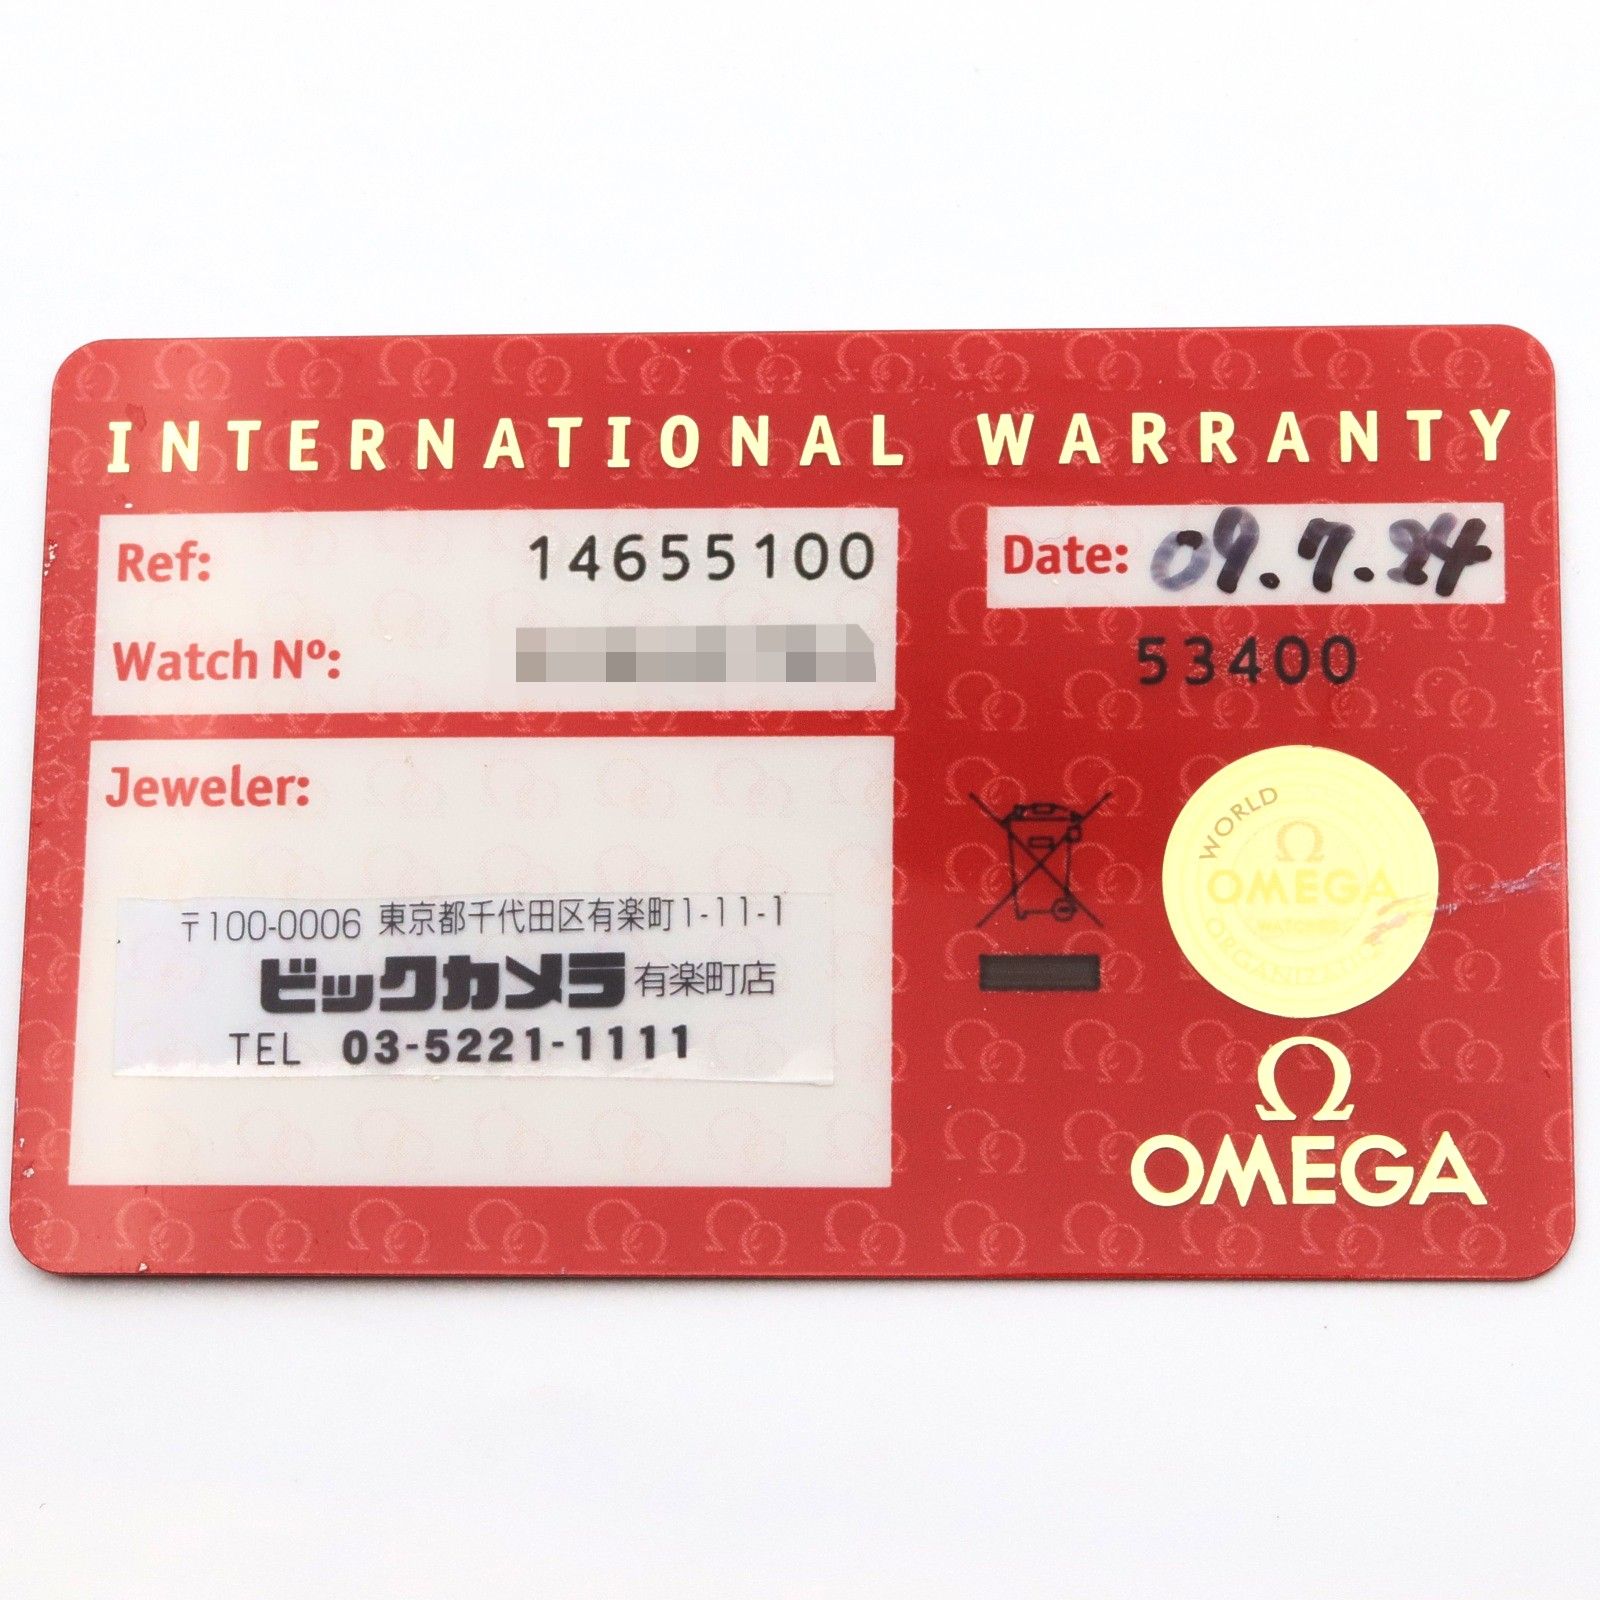 INTERNATIONAL WARRANTY
Ref: 14655100
Date: 09.7.24
Watch Nº:
53400
Jeweler:
〒100-0006 東京都千代田区有楽町1-11-1
ビックカメラ 有楽町店
TEL 03-5221-1111
WORLD
Ω
OMEGA
WATCHES
ORGANIZATION
Ω
OMEGA